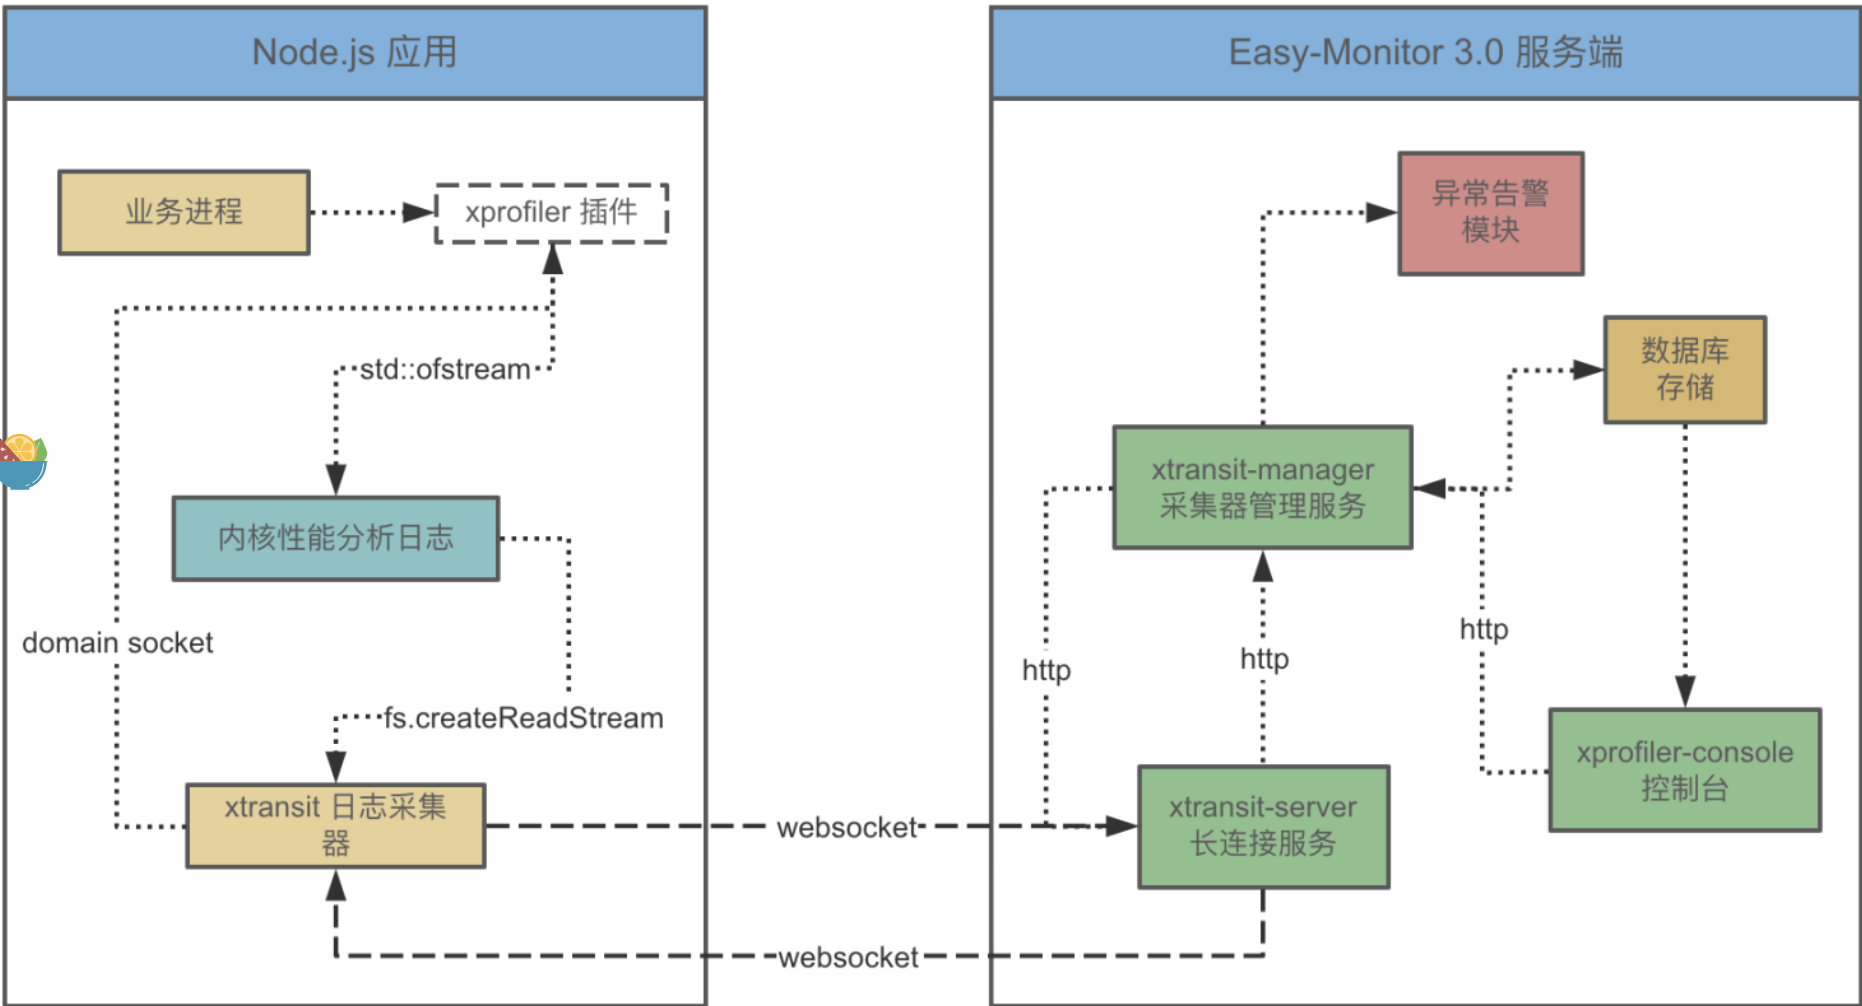 Node.js 应用
业务进程
xprofiler 插件
std::ofstream
内核性能分析日志
domain socket
fs.createReadStream
xtransit 日志采集
器
websocket
websocket
Easy-Monitor 3.0 服务端
异常告警
模块
数据库
存储
xtransit-manager
采集器管理服务
http
http
http
xprofiler-console
控制台
xtransit-server
长连接服务